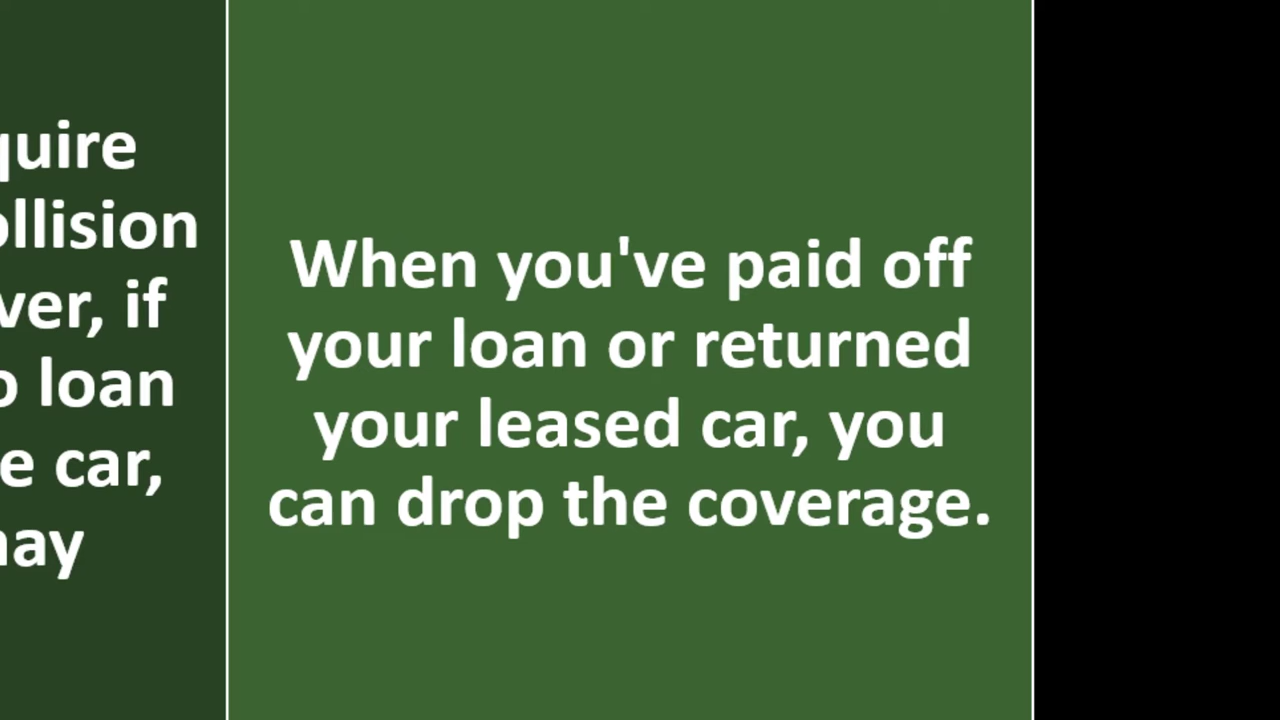 quire
ollision
ver, if
o loan
e car,
ay
When you've paid off
your loan or returned
your leased car, you
can drop the coverage.